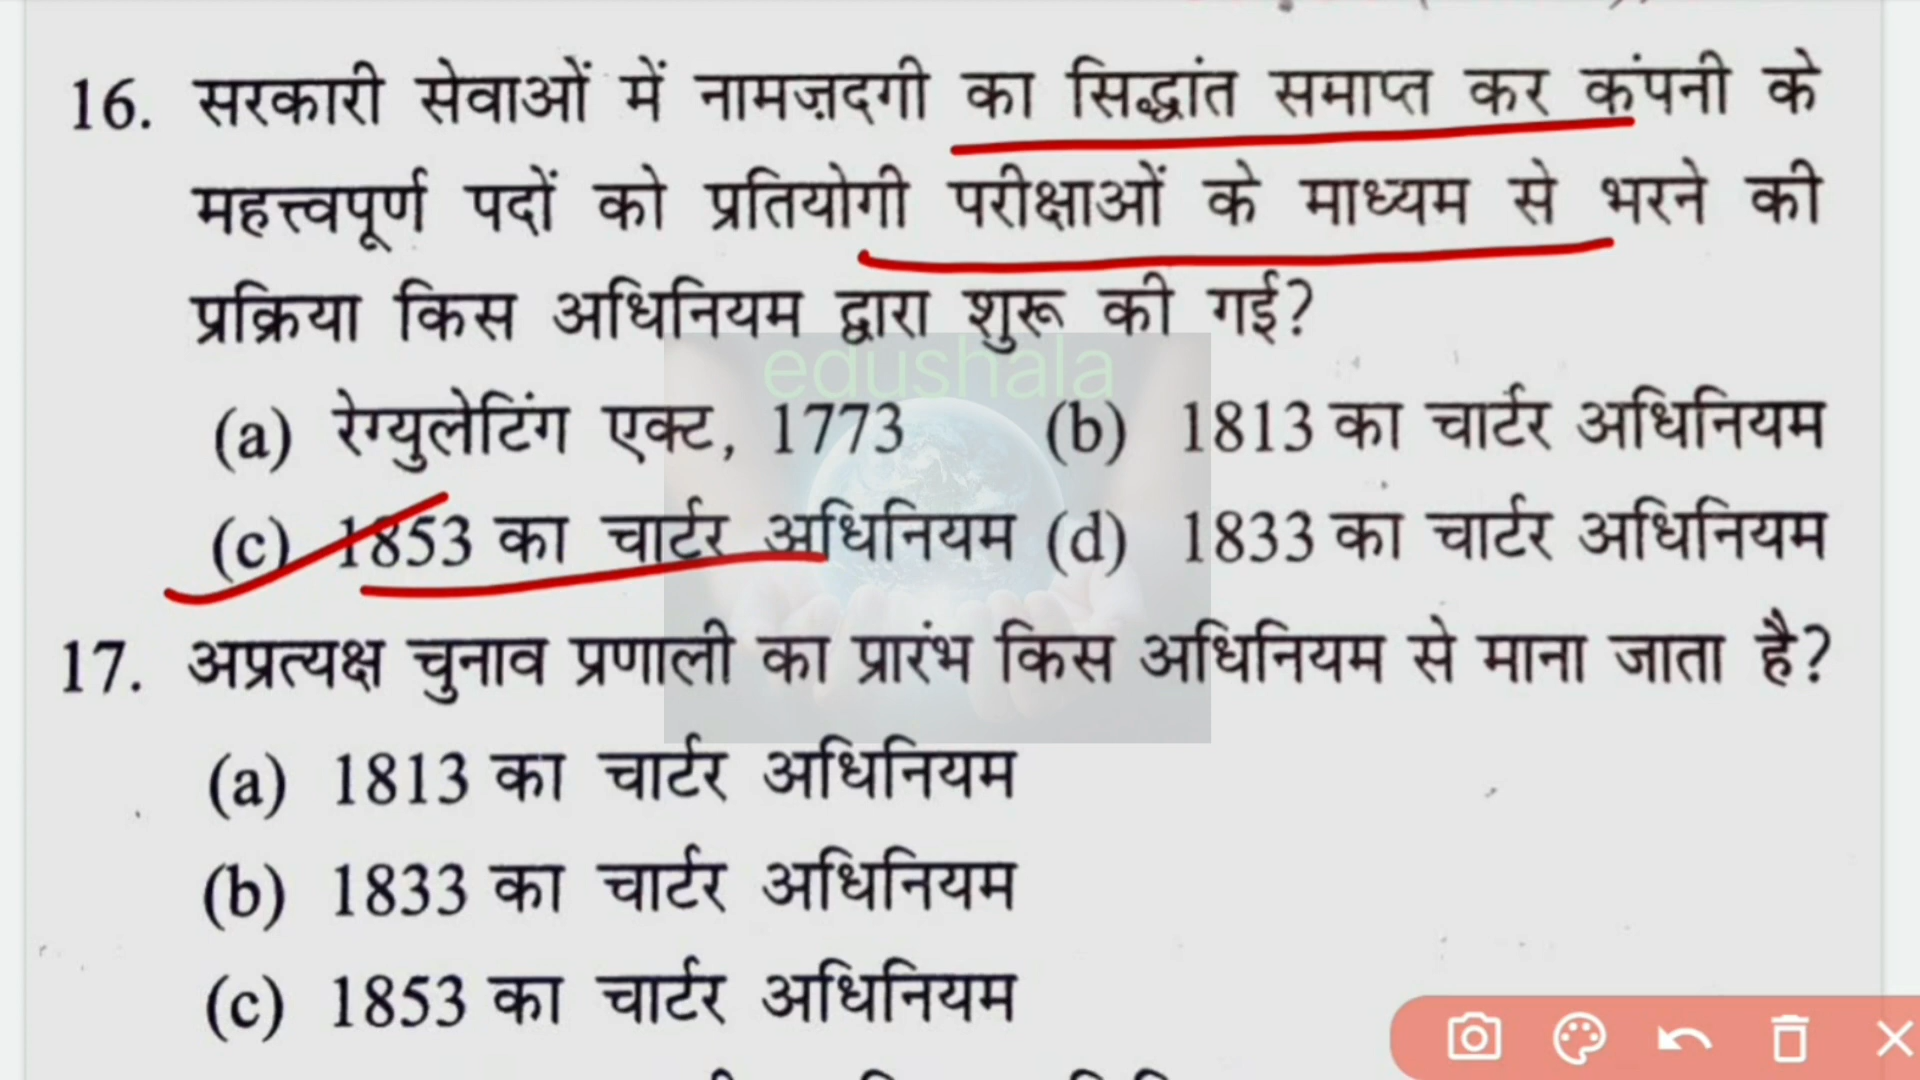 16. सरकारी सेवाओं में नामज़दगी का सिद्धांत समाप्त कर कंपनी के
महत्त्वपूर्ण पदों को प्रतियोगी परीक्षाओं के माध्यम से भरने की
प्रक्रिया किस अधिनियम द्वारा शुरू की गई?
edushala
(a) रेग्युलेटिंग एक्ट, 1773 (b) 1813 का चार्टर अधिनियम
(c) 1853 का चार्टर अधिनियम (d) 1833 का चार्टर अधिनियम
17. अप्रत्यक्ष चुनाव प्रणाली का प्रारंभ किस अधिनियम से माना जाता है?
(a) 1813 का चार्टर अधिनियम
(b) 1833 का चार्टर अधिनियम
(c) 1853 का चार्टर अधिनियम